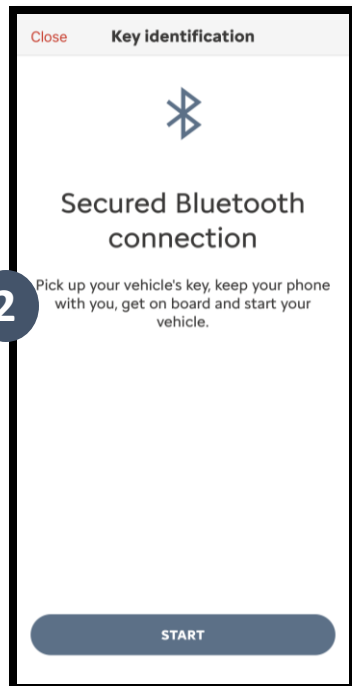 Close Key identification
Secured Bluetooth
connection
Pick up your vehicle's key, keep your phone
2
with you, get on board and start your
vehicle.
START